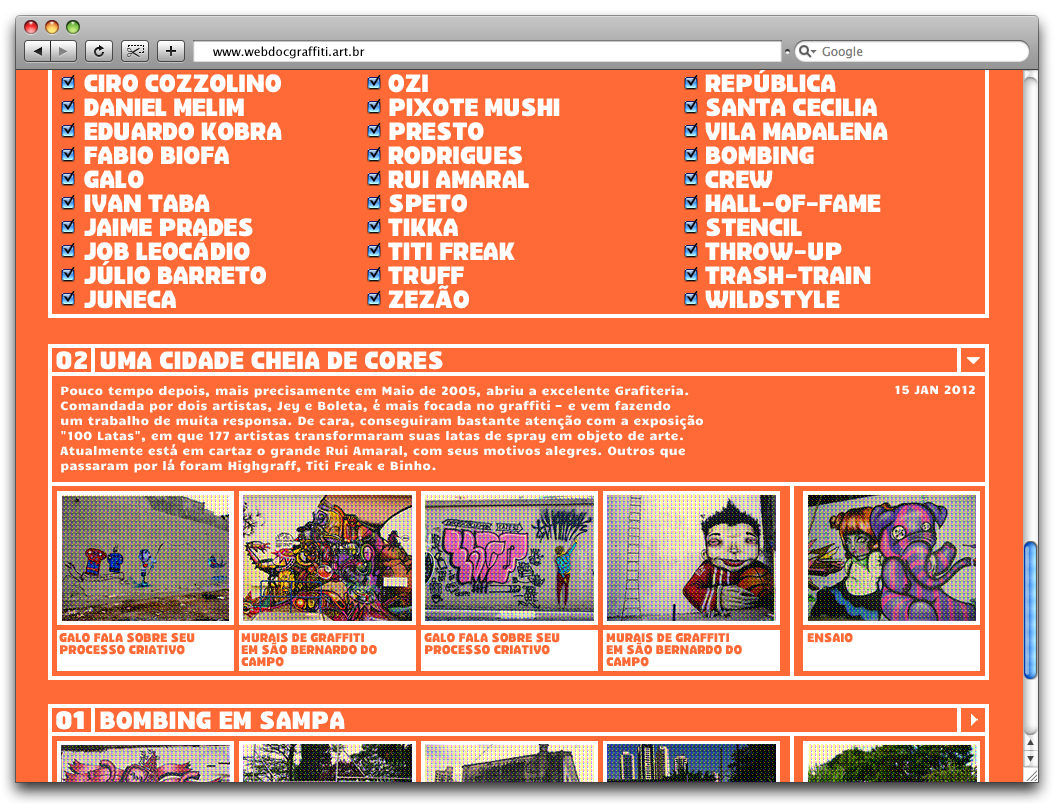 www.webdocgraffiti.art.br
Google
CIRO COZZOLINO
DANIEL MELIM
EDUARDO KOBRA
FABIO BIOFA
GALO
IVAN TABA
JAIME PRADES
JOB LEOCÁDIO
JÚLIO BARRETO
JUNECA
OZI
PIXOTE MUSHI
PRESTO
RODRIGUES
RUI AMARAL
SPETO
TIKKA
TITI FREAK
TRUFF
ZEZÃO
REPÚBLICA
SANTA CECILIA
VILA MADALENA
BOMBING
CREW
HALL-OF-FAME
STENCIL
THROW-UP
TRASH-TRAIN
WILDSTYLE
02 UMA CIDADE CHEIA DE CORES
Pouco tempo depois, mais precisamente em Maio de 2005, abriu a excelente Grafiteria.
Comandada por dois artistas, Jey e Boleta, é mais focada no graffiti - e vem fazendo
um trabalho de muita responsa. De cara, conseguiram bastante atenção com a exposição
"100 Latas", em que 177 artistas transformaram suas latas de spray em objeto de arte.
Atualmente está em cartaz o grande Rui Amaral, com seus motivos alegres. Outros que
passaram por lá foram Highgraff, Titi Freak e Binho.
15 JAN 2012
GALO FALA SOBRE SEU
PROCESSO CRIATIVO
MURAIS DE GRAFFITI
EM SÃO BERNARDO DO
CAMPO
GALO FALA SOBRE SEU
PROCESSO CRIATIVO
MURAIS DE GRAFFITI
EM SÃO BERNARDO DO
CAMPO
ENSAIO
01 BOMBING EM SAMPA